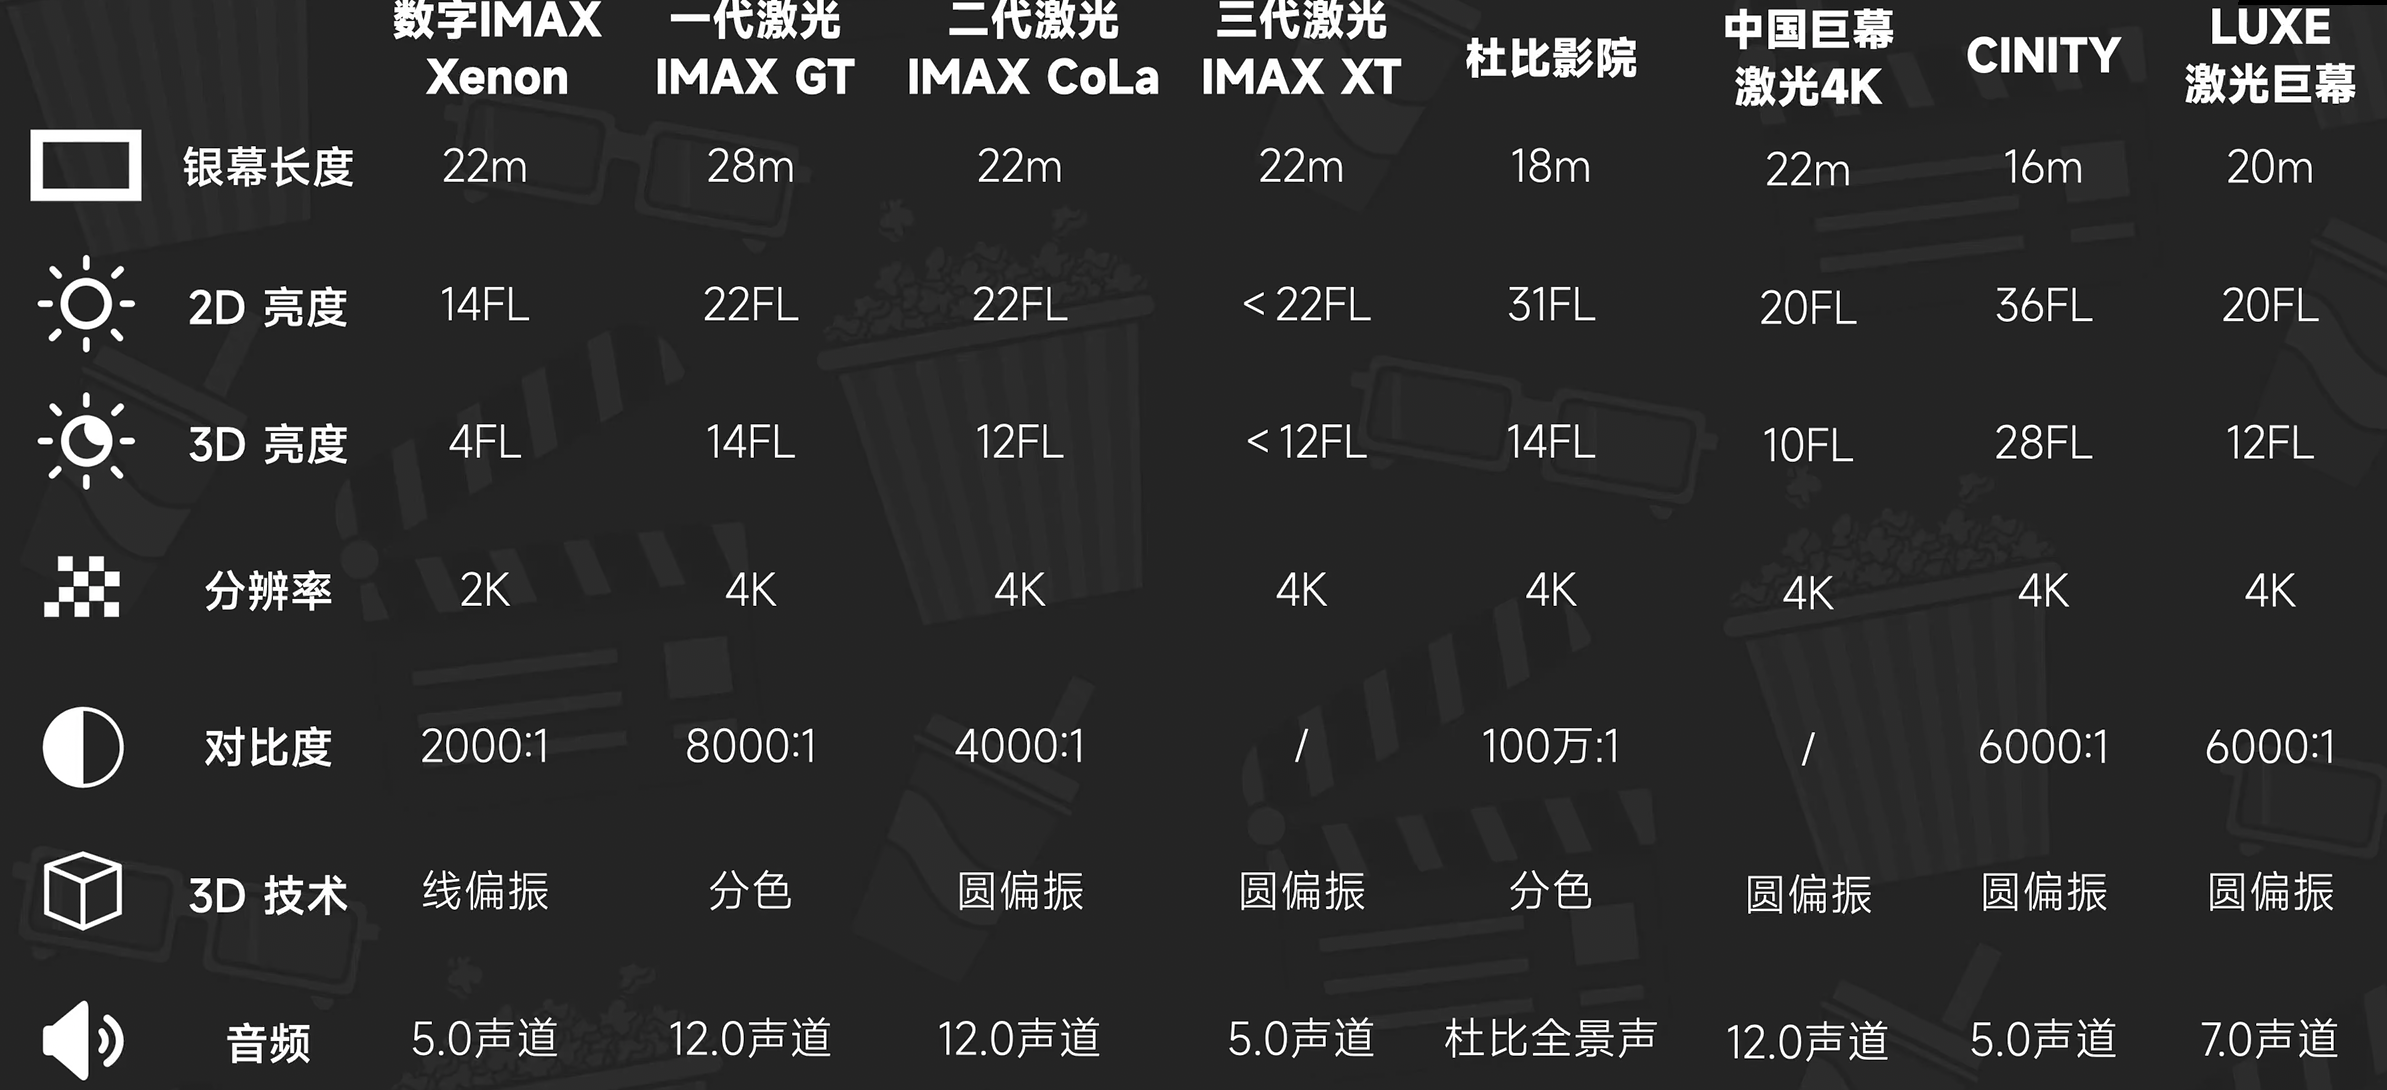 数字IMAX Xenon 一代激光 IMAX GT 二代激光 IMAX CoLa 三代激光 IMAX XT 杜比影院 中国巨幕 激光4K CINITY LUXE 激光巨幕
银幕长度 22m 28m 22m 22m 18m 22m 16m 20m
2D 亮度 14FL 22FL 22FL < 22FL 31FL 20FL 36FL 20FL
3D 亮度 4FL 14FL 12FL < 12FL 14FL 10FL 28FL 12FL
分辨率 2K 4K 4K 4K 4K 4K 4K 4K
对比度 2000:1 8000:1 4000:1 / 100万:1 / 6000:1 6000:1
3D 技术 线偏振 分色 圆偏振 圆偏振 分色 圆偏振 圆偏振 圆偏振
音频 5.0声道 12.0声道 12.0声道 5.0声道 杜比全景声 12.0声道 5.0声道 7.0声道